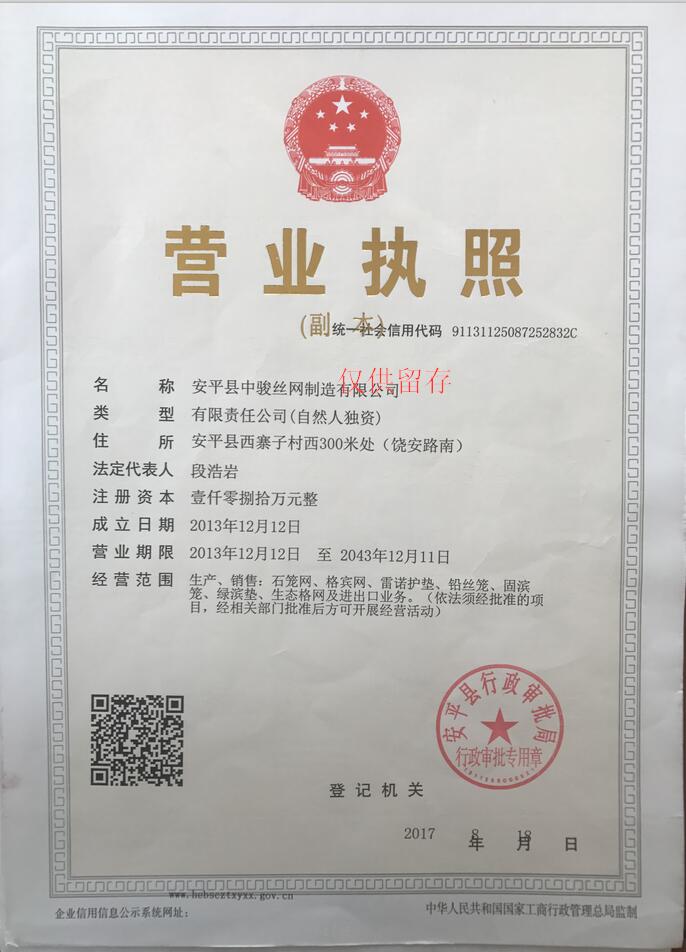 营业执照
(副 本)
统一社会信用代码 91131125087252832C
仅供留存
名 称 安平县中骏丝网制造有限公司
类 型 有限责任公司(自然人独资)
住 所 安平县西寨子村西300米处（饶安路南）
法定代表人 段浩岩
注册资本 壹仟零捌拾万元整
成立日期 2013年12月12日
营业期限 2013年12月12日 至 2043年12月11日
经营范围 生产、销售：石笼网、格宾网、雷诺护垫、铅丝笼、固滨
笼、绿滨垫、生态格网及进出口业务。（依法须经批准的项
目，经相关部门批准后方可开展经营活动）
安平县行政审批局
行政审批专用章
登记机关
2017 年 8 月 18 日
www.hebscztxyxx.gov.cn
企业信用信息公示系统网址：
中华人民共和国国家工商行政管理总局监制